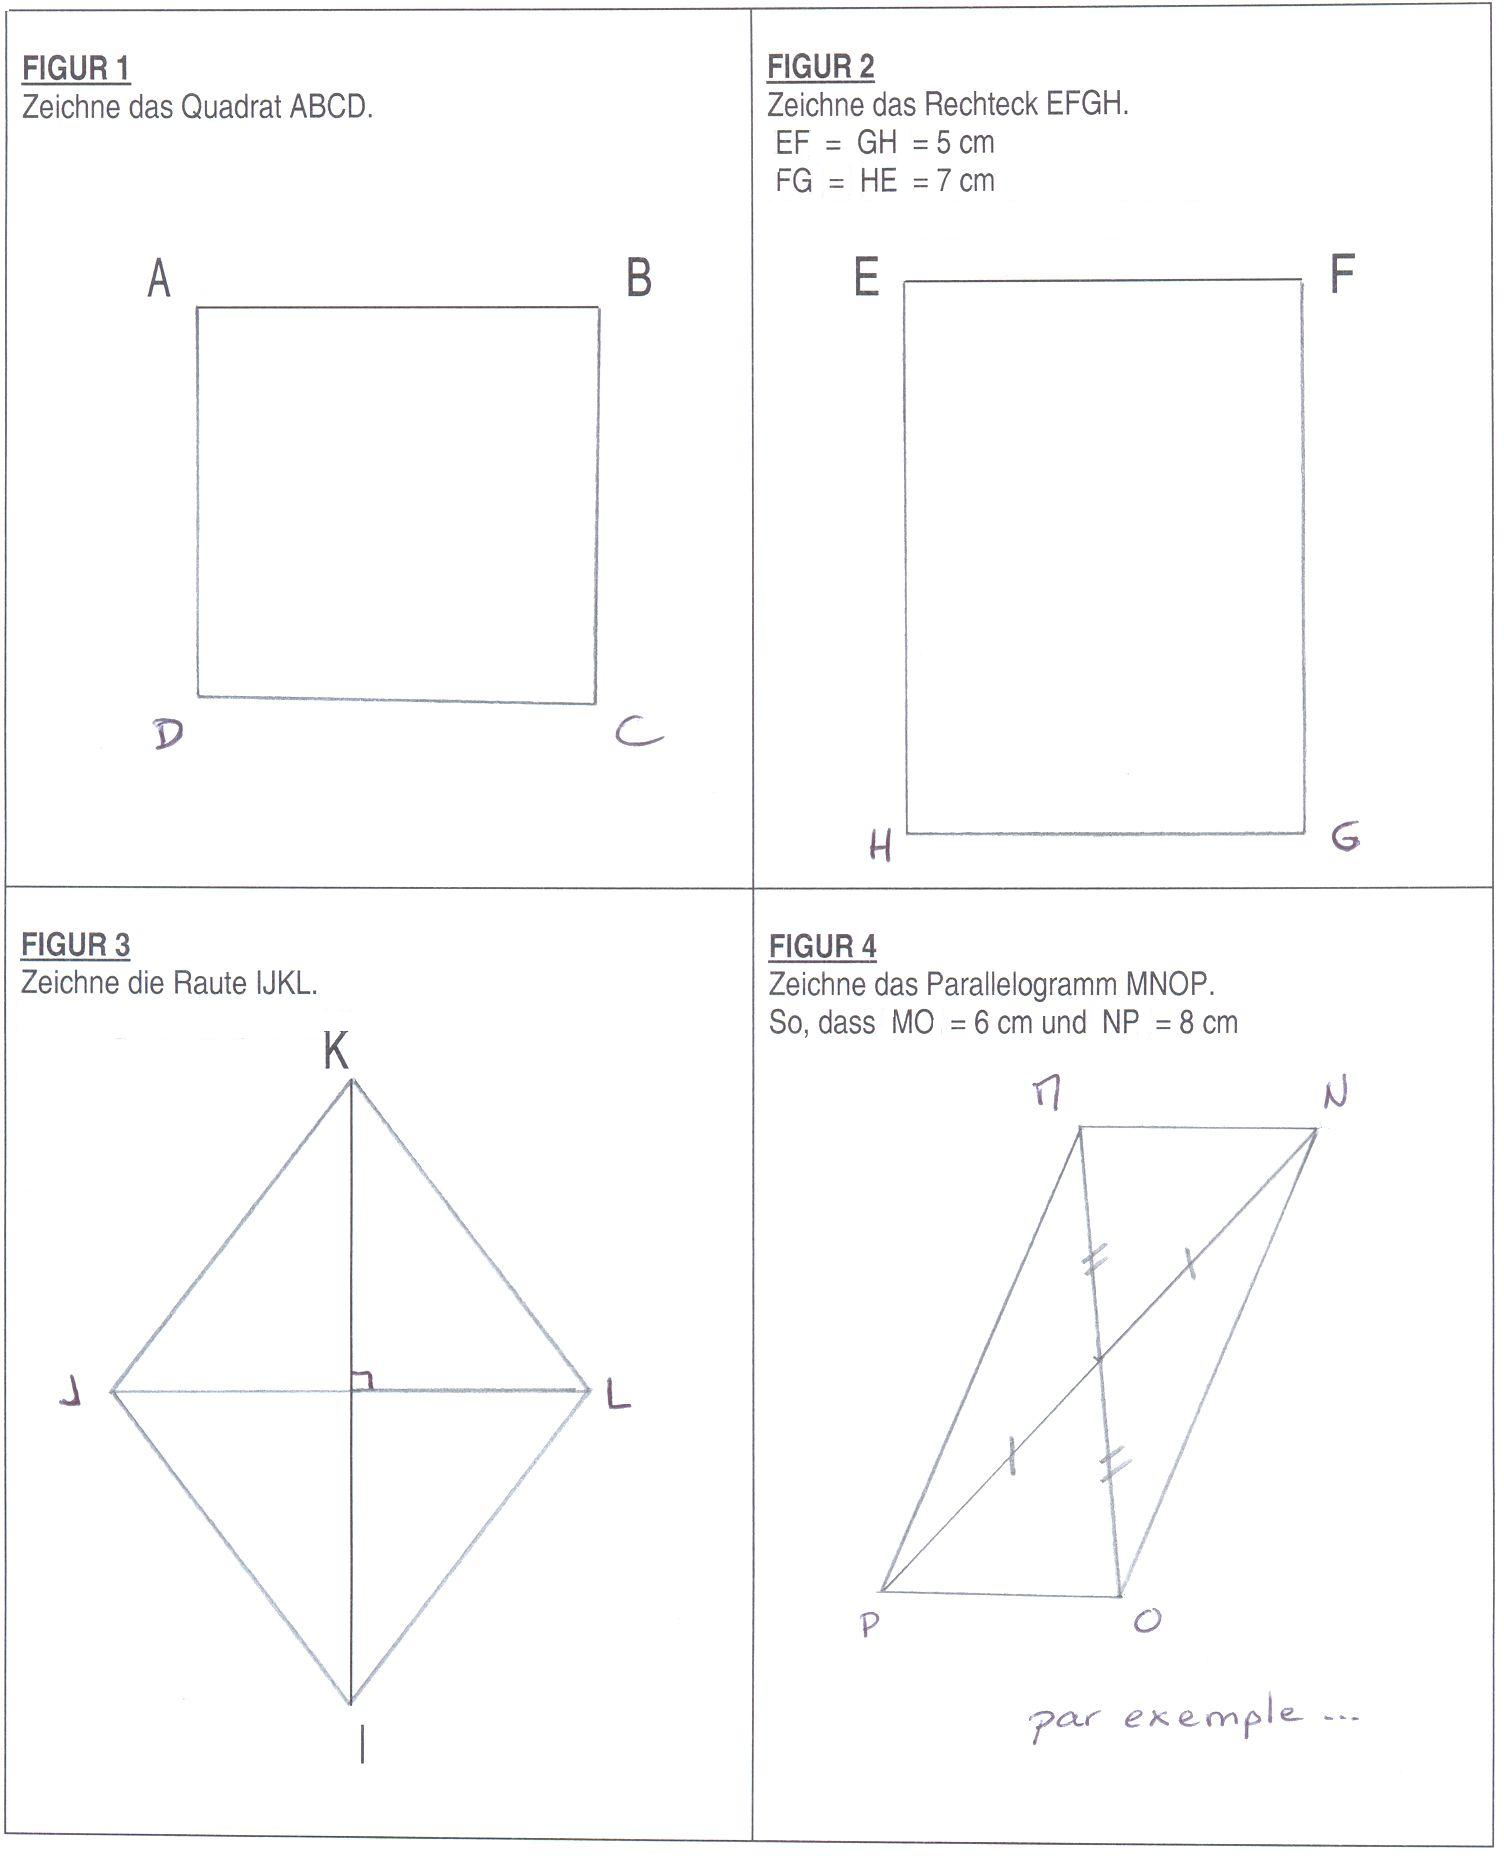 FIGUR 1
Zeichne das Quadrat ABCD.
A
B
D
C
FIGUR 2
Zeichne das Rechteck EFGH.
EF = GH = 5 cm
FG = HE = 7 cm
E
F
H
G
FIGUR 3
Zeichne die Raute IJKL.
K
J
L
I
FIGUR 4
Zeichne das Parallelogramm MNOP.
So, dass MO = 6 cm und NP = 8 cm
M
N
P
O
par exemple ...